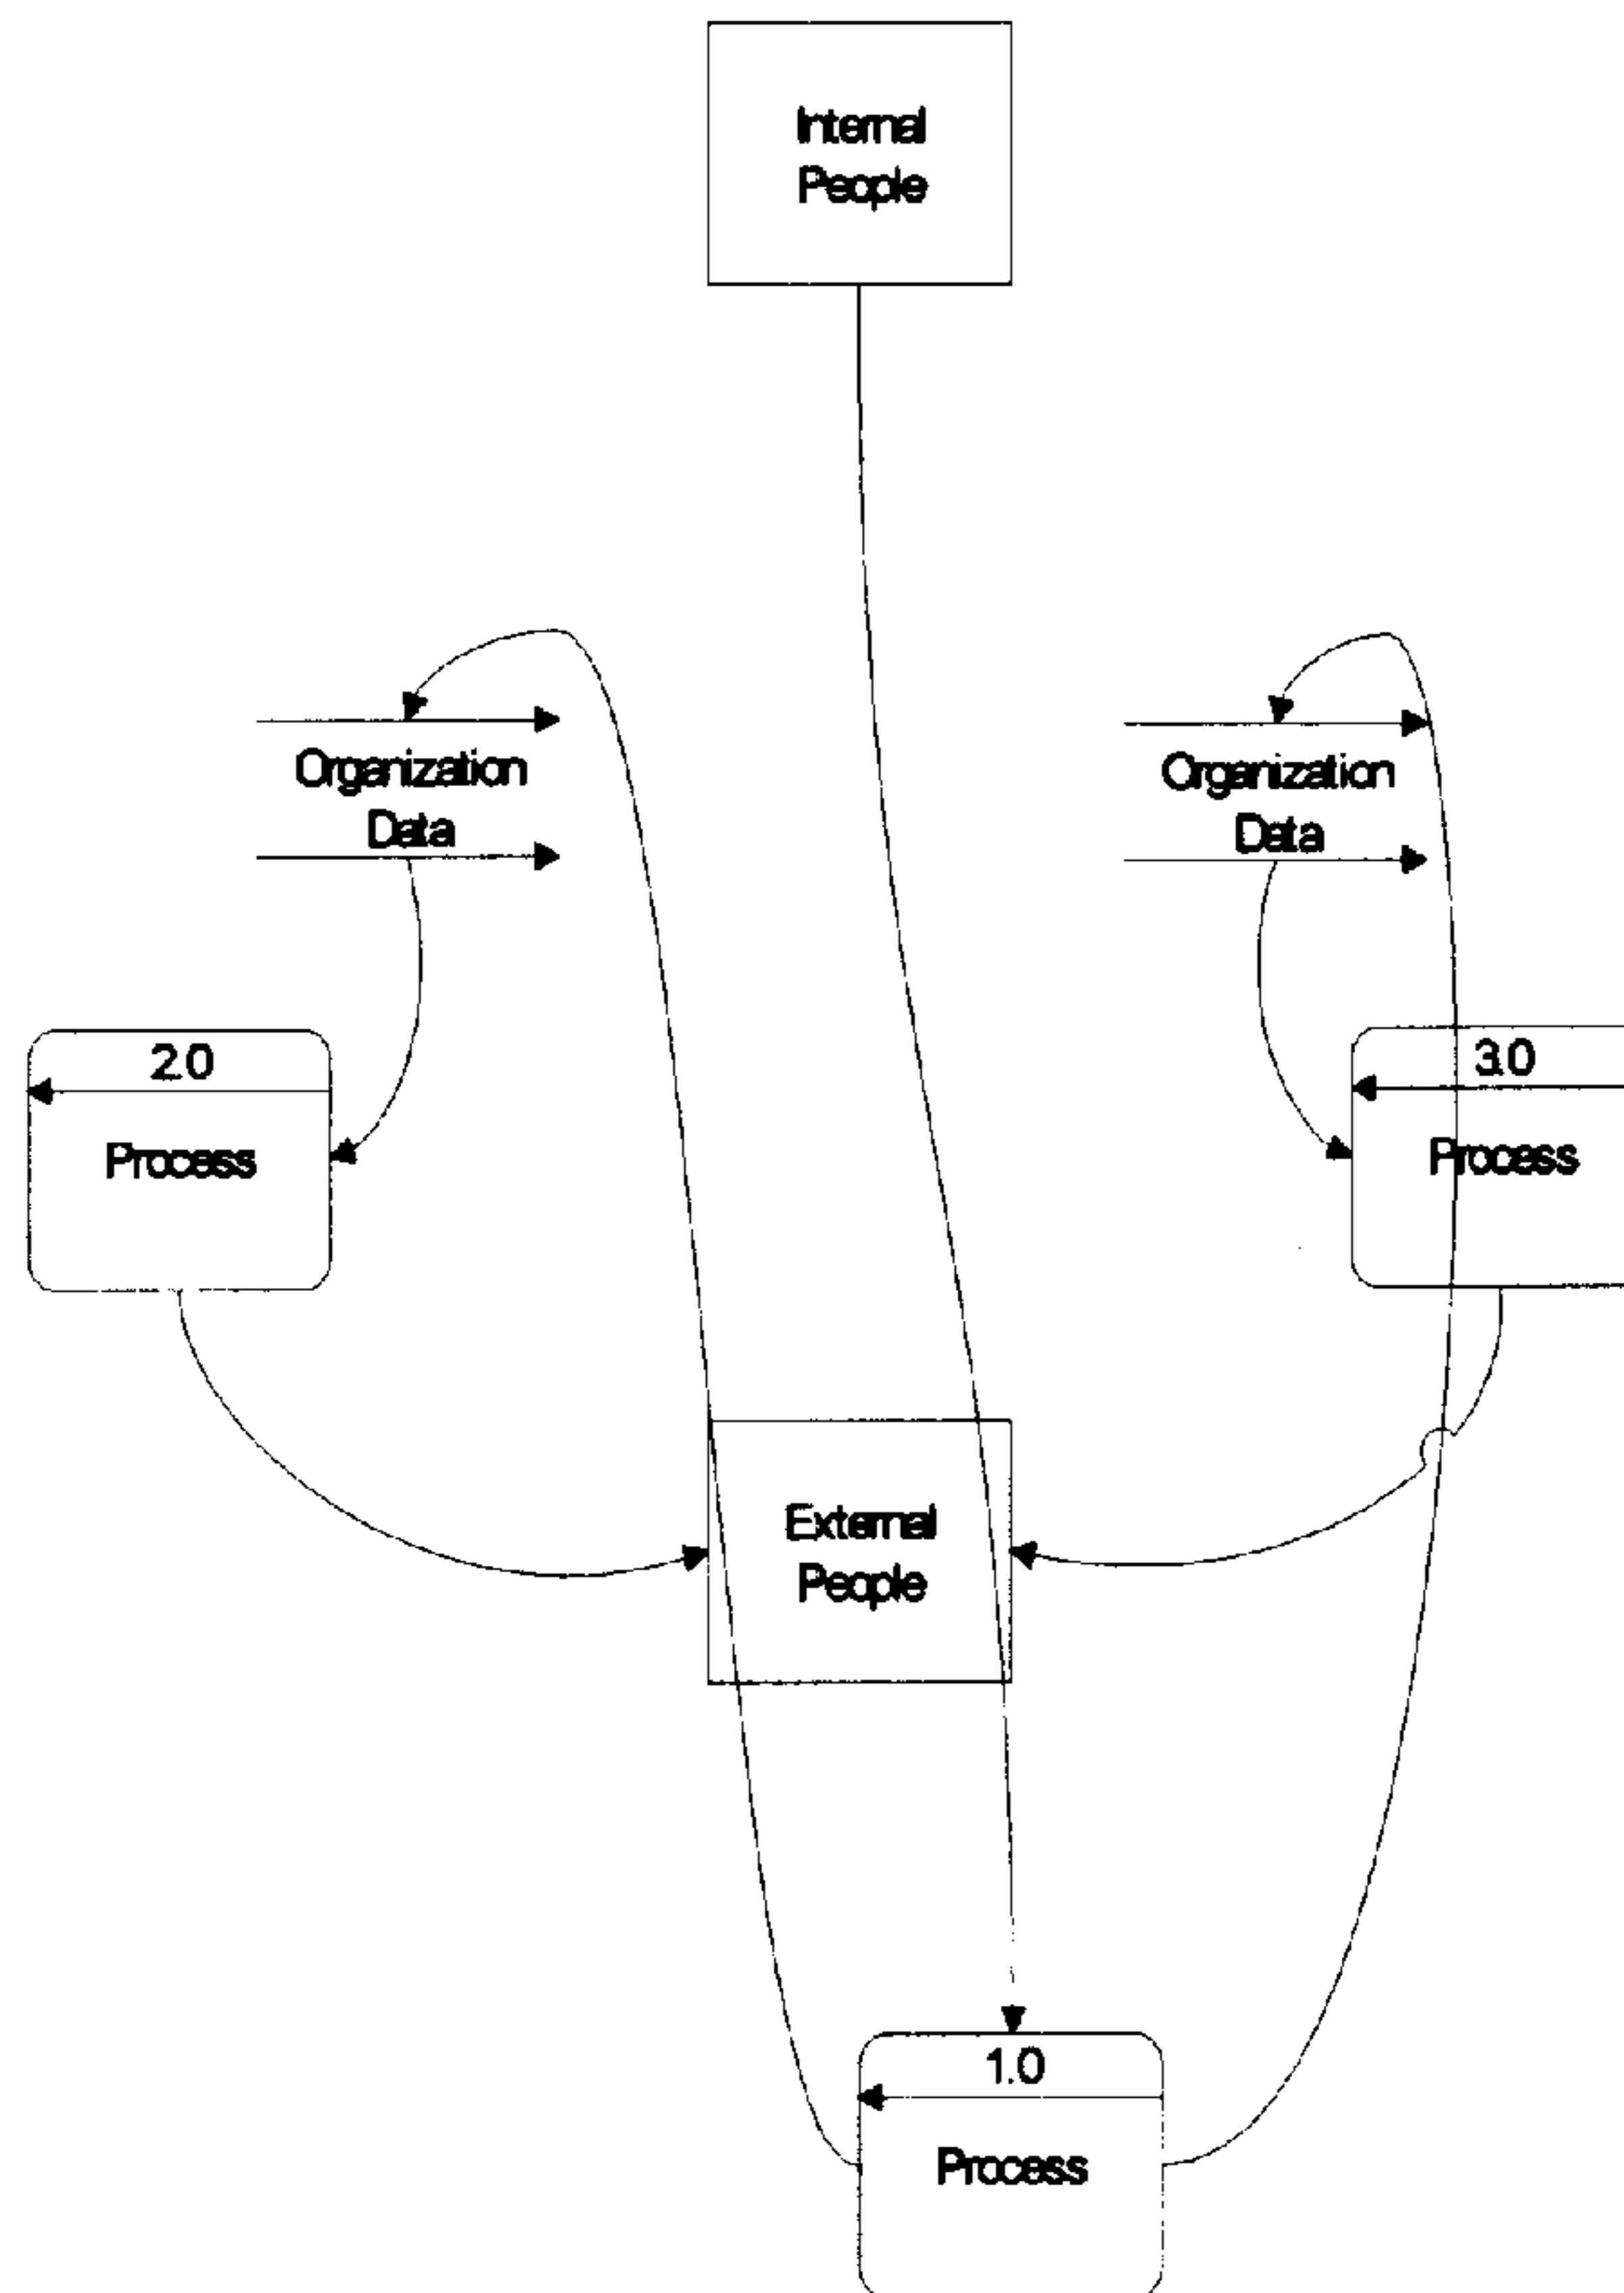 Internal
People
Organization
Data
Organization
Data
2.0
Process
3.0
Process
External
People
1.0
Process